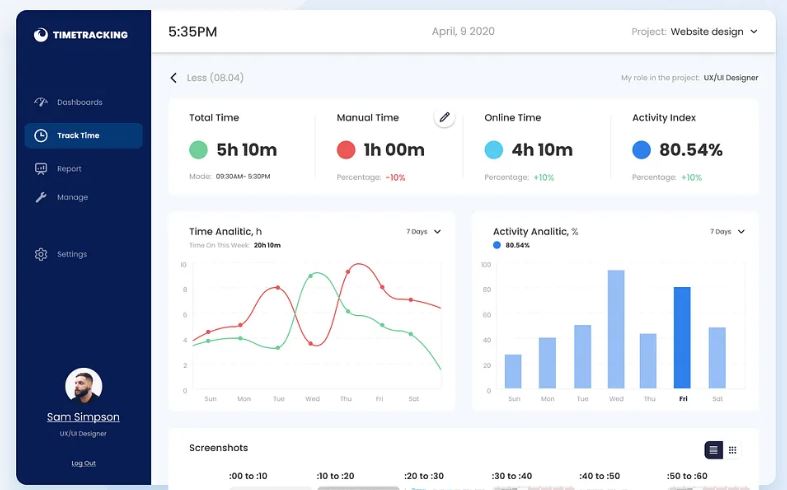 TIMETRACKING
Dashboards
Track Time
Report
Manage
Settings
Sam Simpson
UX/UI Designer
Log Out
5:35PM
April, 9 2020
Project: Website design
Less (08.04)
My role in the project: UX/UI Designer
Total Time
5h 10m
Mode: 09:30AM- 5:30PM
Manual Time
1h 00m
Percentage: -10%
Online Time
4h 10m
Percentage: +10%
Activity Index
80.54%
Percentage: +10%
Time Analitic, h
7 Days
Time On This Week: 20h 10m
10
8
6
4
2
0
Sun Mon Tue Wed Thu Fri Sat
Activity Analitic, %
7 Days
80.54%
100
80
60
40
20
0
Sun Mon Tue Wed Thu Fri Sat
Screenshots
:00 to :10 :10 to :20 :20 to :30 :30 to :40 :40 to :50 :50 to :60